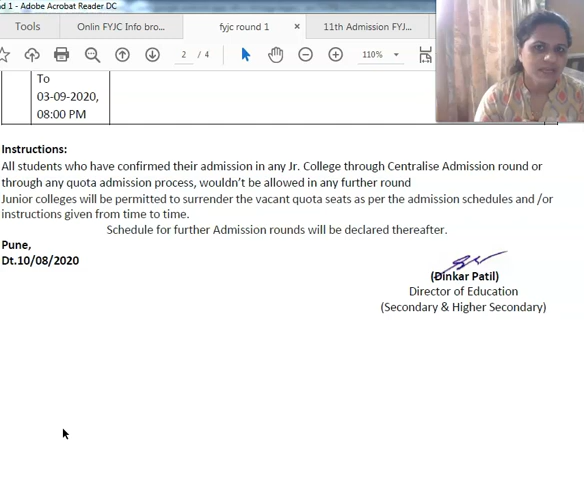 d 1 - Adobe Acrobat Reader DC
Tools Onlin FYJC Info bro... fyjc round 1 × 11th Admission FYJ...
2 / 4 110%
To
03-09-2020,
08:00 PM
Instructions:
All students who have confirmed their admission in any Jr. College through Centralise Admission round or
through any quota admission process, wouldn't be allowed in any further round
Junior colleges will be permitted to surrender the vacant quota seats as per the admission schedules and /or
instructions given from time to time.
Schedule for further Admission rounds will be declared thereafter.
Pune,
Dt.10/08/2020
(Dinkar Patil)
Director of Education
(Secondary & Higher Secondary)